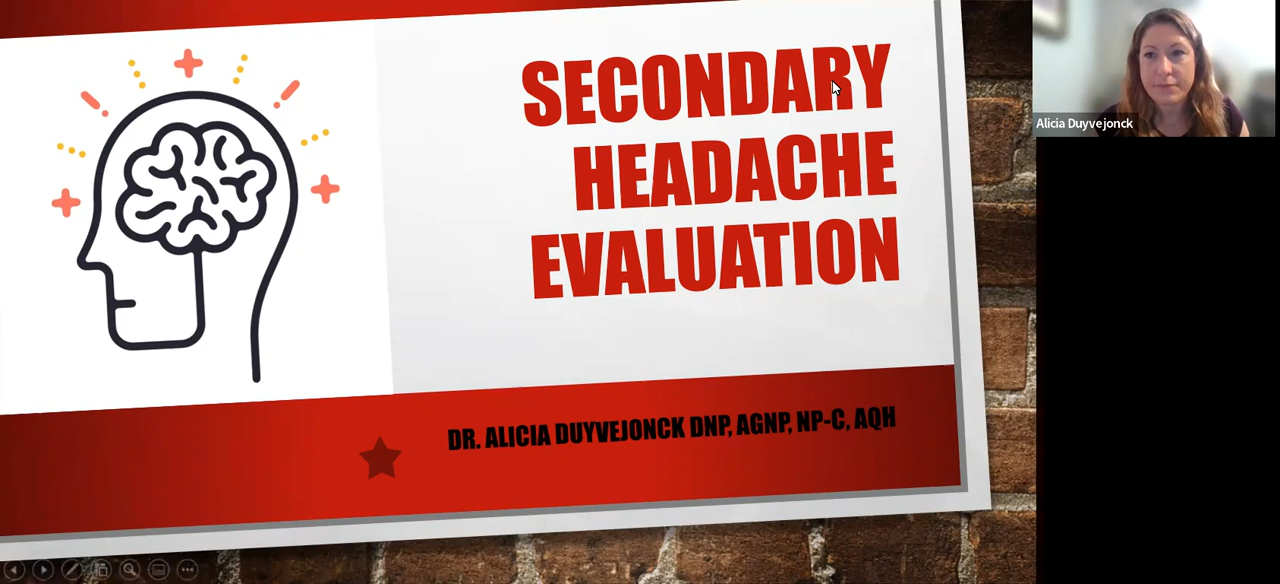 SECONDARY
HEADACHE
EVALUATION
DR. ALICIA DUYVEJONCK DNP, AGNP, NP-C, AQH
Alicia Duyvejonck